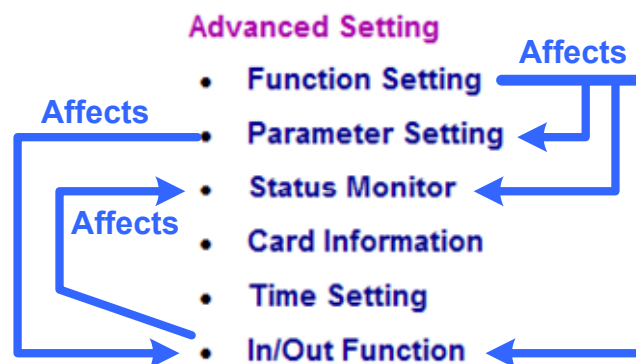 Advanced Setting
Affects
• Function Setting
Affects
• Parameter Setting
• Status Monitor
Affects
• Card Information
• Time Setting
• In/Out Function